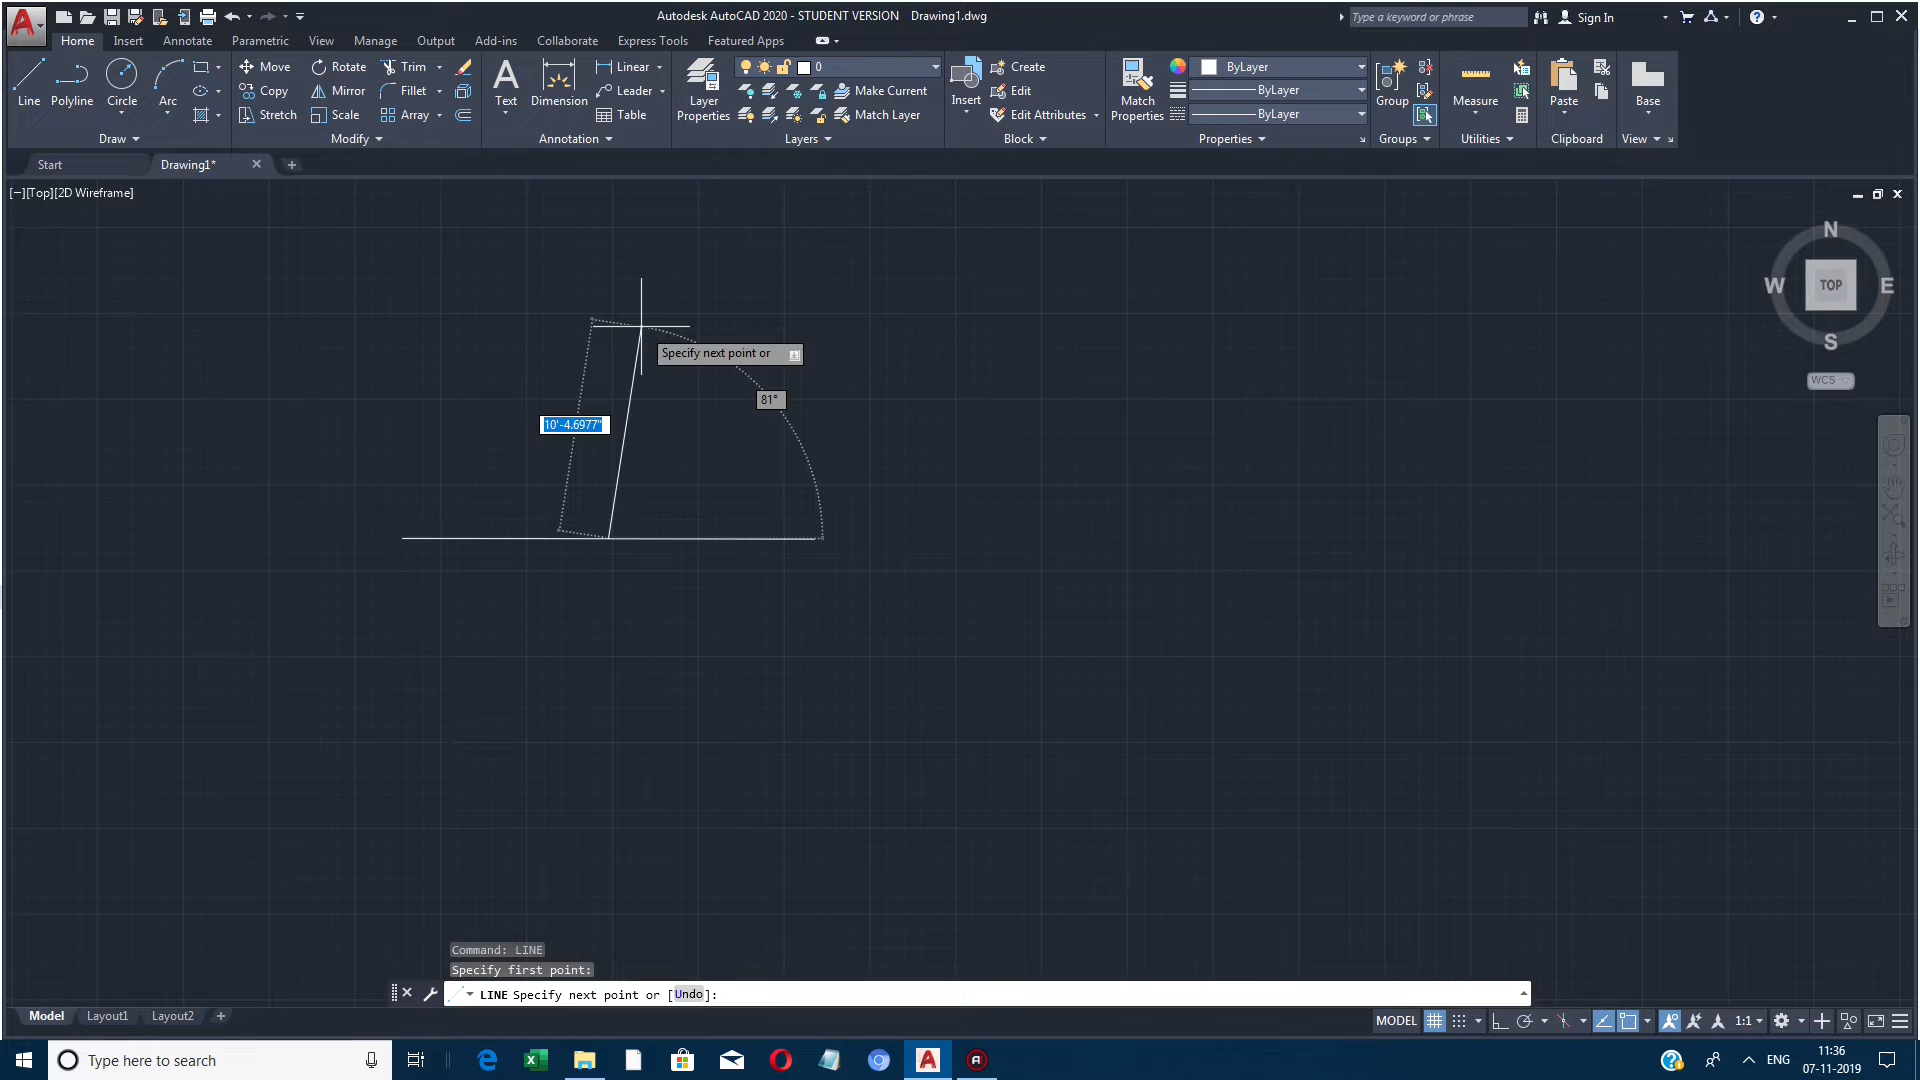 Autodesk AutoCAD 2020 - STUDENT VERSION Drawing1.dwg
Type a keyword or phrase
Sign In
Home Insert Annotate Parametric View Manage Output Add-ins Collaborate Express Tools Featured Apps
Line Polyline Circle Arc
Move Rotate Trim
Copy Mirror Fillet
Stretch Scale Array
Text Dimension
Linear
Leader
Table
Layer Properties
0
Make Current
Match Layer
Insert
Create
Edit
Edit Attributes
Match Properties
ByLayer
ByLayer
ByLayer
Group
Measure
Paste
Base
Draw Modify Annotation Layers Block Properties Groups Utilities Clipboard View
Start Drawing1*
[−][Top][2D Wireframe]
N
W TOP E
S
WCS
Specify next point or
81°
10'-4.6977"
Command: LINE
Specify first point:
LINE Specify next point or [Undo]:
Model Layout1 Layout2
MODEL
1:1
Type here to search
ENG
11:36
07-11-2019